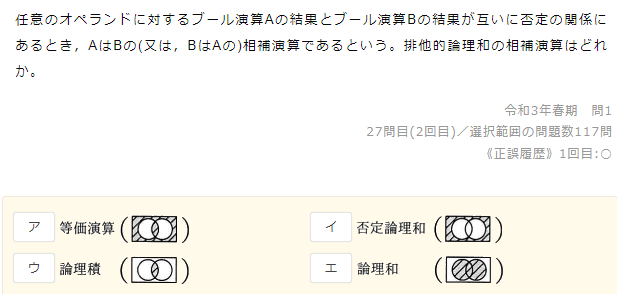 任意のオペランドに対するブール演算Aの結果とブール演算Bの結果が互いに否定の関係に
あるとき，AはBの(又は，BはAの)相補演算であるという。排他的論理和の相補演算はどれ
か。
令和3年春期　問1
27問目(2回目)／選択範囲の問題数117問
《正誤履歴》1回目:○
ア 等価演算 ( )
イ 否定論理和 ( )
ウ 論理積 ( )
エ 論理和 ( )